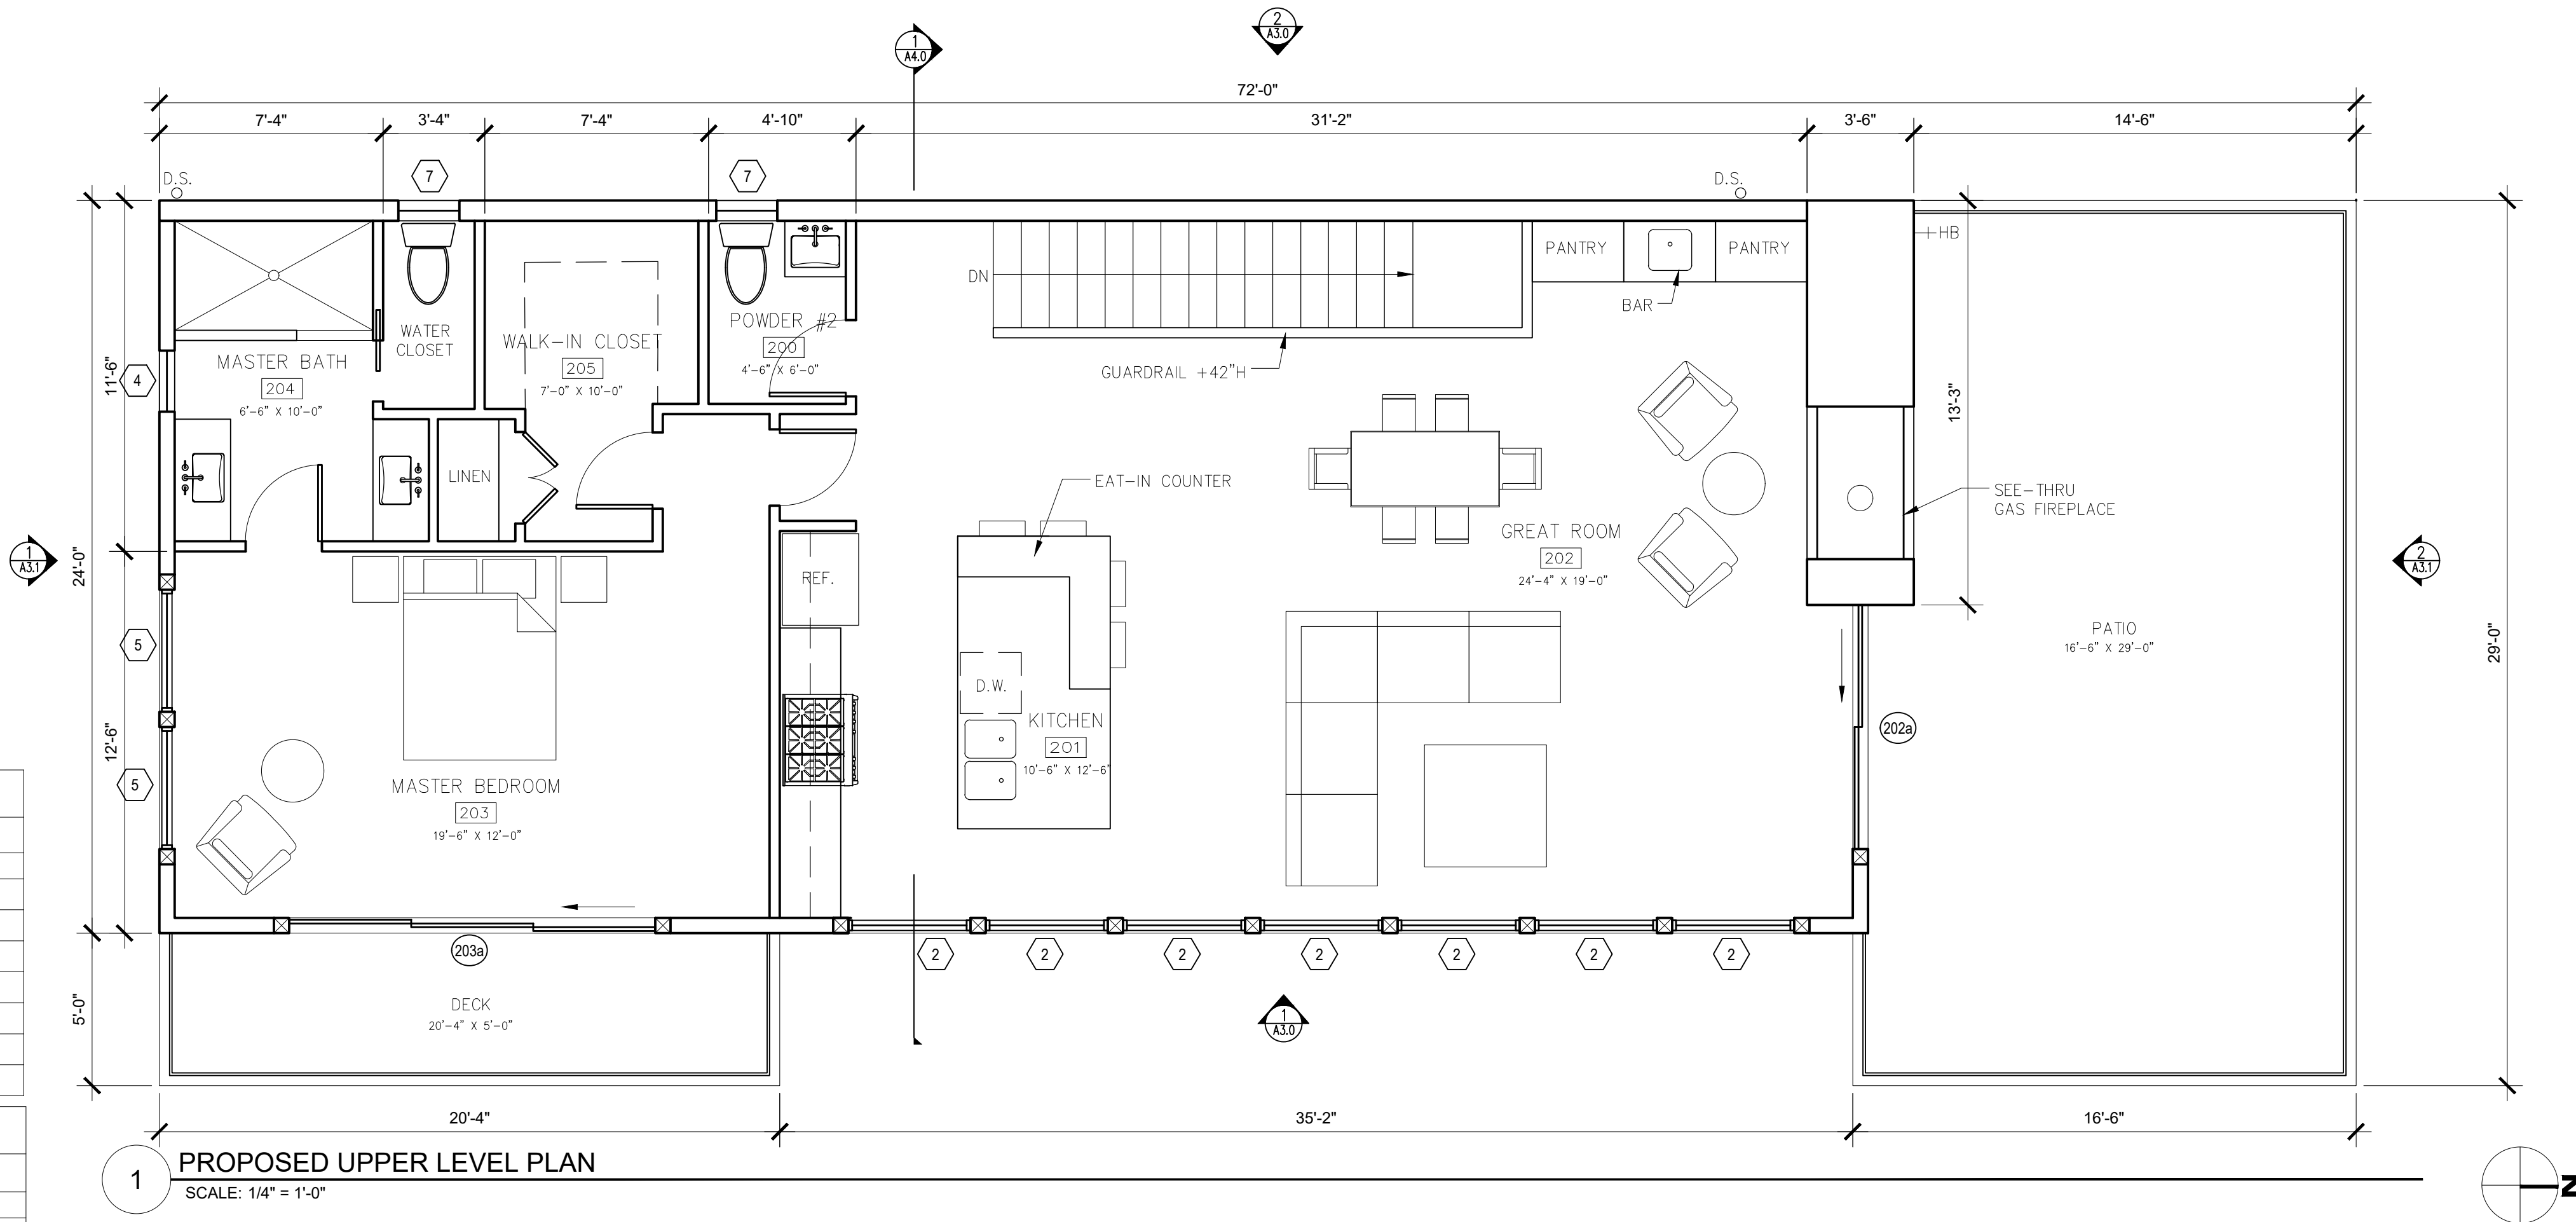 2
A3.0
1
A4.0
72'-0"
7'-4"
3'-4"
7'-4"
4'-10"
31'-2"
3'-6"
14'-6"
D.S.
7
7
D.S.
HB
PANTRY
PANTRY
BAR
DN
GUARDRAIL +42"H
WATER
CLOSET
MASTER BATH
204
6'-6" X 10'-0"
WALK-IN CLOSET
205
7'-0" X 10'-0"
POWDER #2
200
4'-6" X 6'-0"
4
11'-6"
24'-0"
12'-6"
5'-0"
13'-3"
29'-0"
LINEN
EAT-IN COUNTER
SEE-THRU
GAS FIREPLACE
GREAT ROOM
202
24'-4" X 19'-0"
1
A3.1
2
A3.1
REF.
PATIO
16'-6" X 29'-0"
5
5
D.W.
KITCHEN
201
10'-6" X 12'-6"
202a
MASTER BEDROOM
203
19'-6" X 12'-0"
203a
2
2
2
2
2
2
2
DECK
20'-4" X 5'-0"
1
A3.0
20'-4"
35'-2"
16'-6"
1
PROPOSED UPPER LEVEL PLAN
SCALE: 1/4" = 1'-0"
N